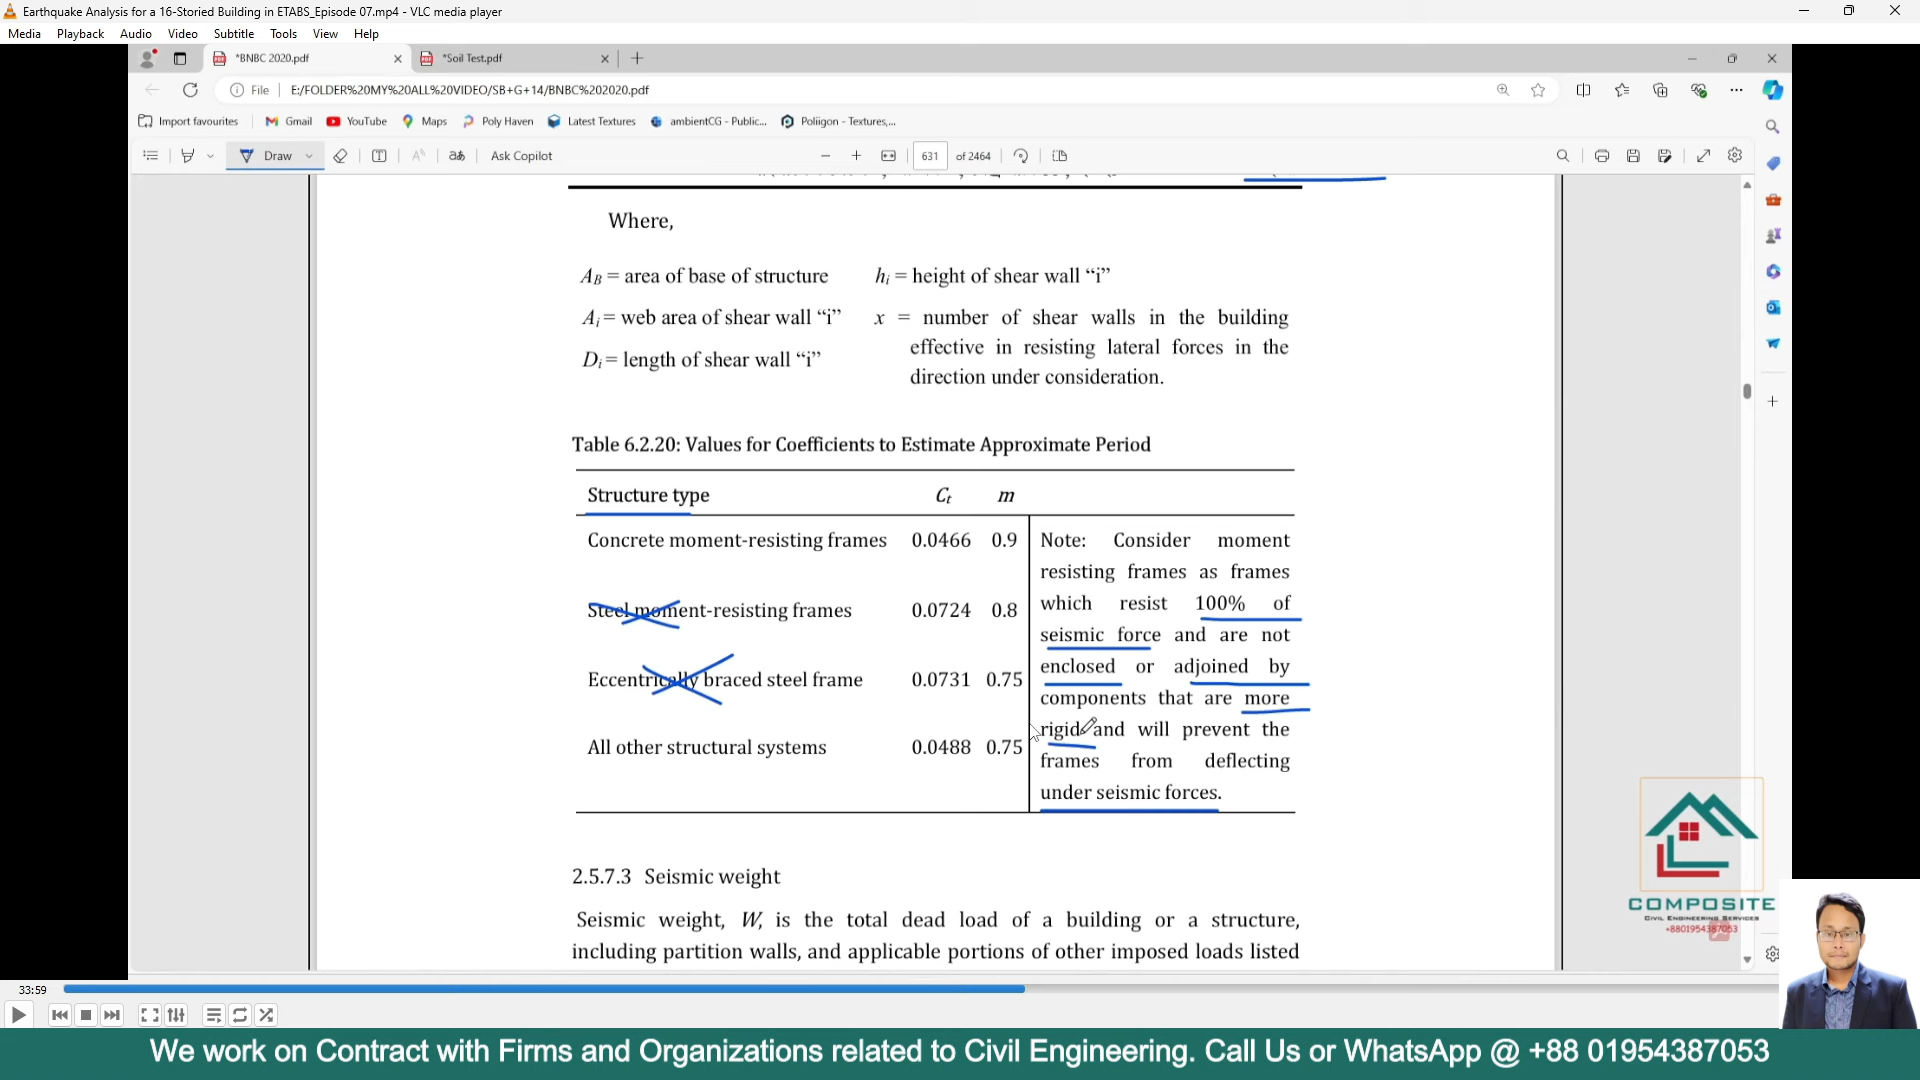 Earthquake Analysis for a 16-Storied Building in ETABS_Episode 07.mp4 - VLC media player
Media Playback Audio Video Subtitle Tools View Help
*BNBC 2020.pdf
*Soil Test.pdf
File E:/FOLDER%20MY%20ALL%20VIDEO/SB+G+14/BNBC%202020.pdf
Import favourites Gmail YouTube Maps Poly Haven Latest Textures ambientCG - Public... Poliigon - Textures,...
Draw aあ Ask Copilot 631 of 2464
Where,
A_B = area of base of structure
h_i = height of shear wall “i”
A_i = web area of shear wall “i”
x = number of shear walls in the building
effective in resisting lateral forces in the
direction under consideration.
D_i = length of shear wall “i”
Table 6.2.20: Values for Coefficients to Estimate Approximate Period
Structure type C_t m
Concrete moment-resisting frames 0.0466 0.9
Steel moment-resisting frames 0.0724 0.8
Eccentrically braced steel frame 0.0731 0.75
All other structural systems 0.0488 0.75
Note: Consider moment
resisting frames as frames
which resist 100% of
seismic force and are not
enclosed or adjoined by
components that are more
rigid and will prevent the
frames from deflecting
under seismic forces.
2.5.7.3 Seismic weight
Seismic weight, W, is the total dead load of a building or a structure,
including partition walls, and applicable portions of other imposed loads listed
COMPOSITE
CIVIL ENGINEERING SERVICES
+8801954387053
33:59
We work on Contract with Firms and Organizations related to Civil Engineering. Call Us or WhatsApp @ +88 01954387053